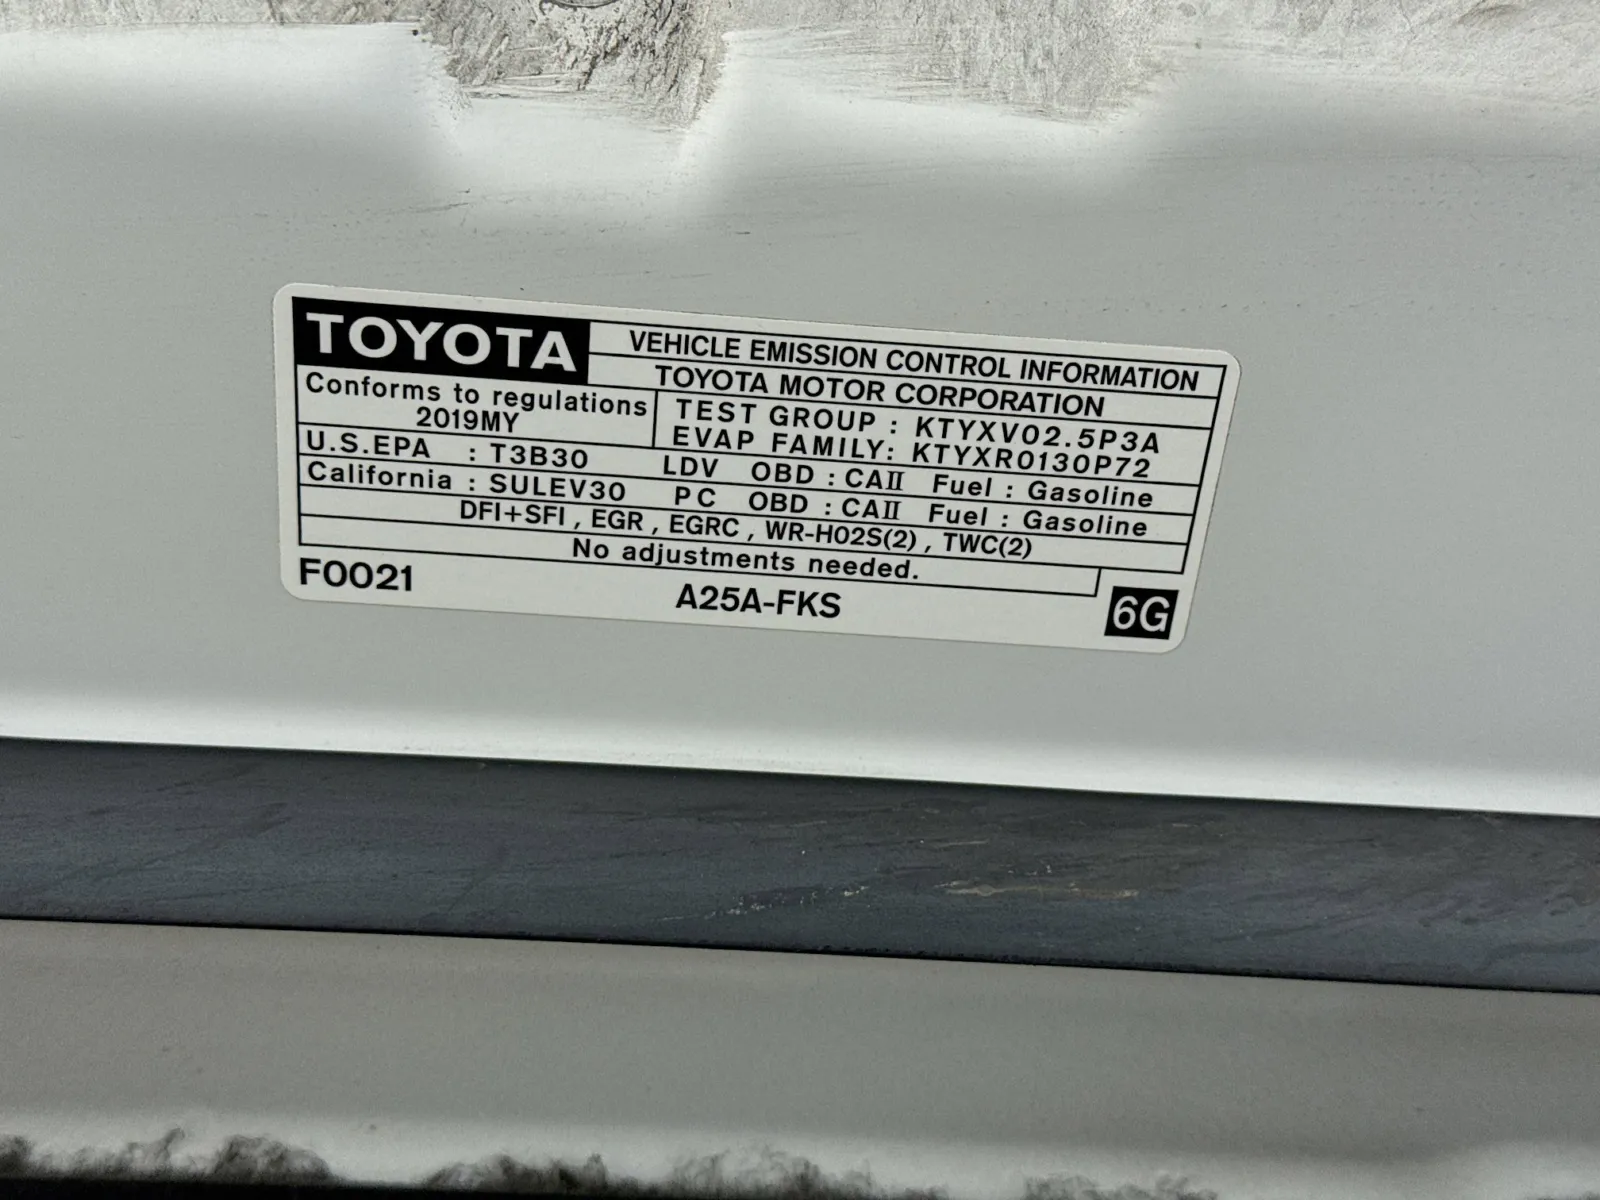 TOYOTA
VEHICLE EMISSION CONTROL INFORMATION
TOYOTA MOTOR CORPORATION
Conforms to regulations
2019MY
TEST GROUP : KTYXV02.5P3A
EVAP FAMILY: KTYXR0130P72
U.S.EPA : T3B30 LDV OBD : CAII Fuel : Gasoline
California : SULEV30 PC OBD : CAII Fuel : Gasoline
DFI+SFI , EGR , EGRC , WR-HO2S(2) , TWC(2)
No adjustments needed.
F0021 A25A-FKS 6G